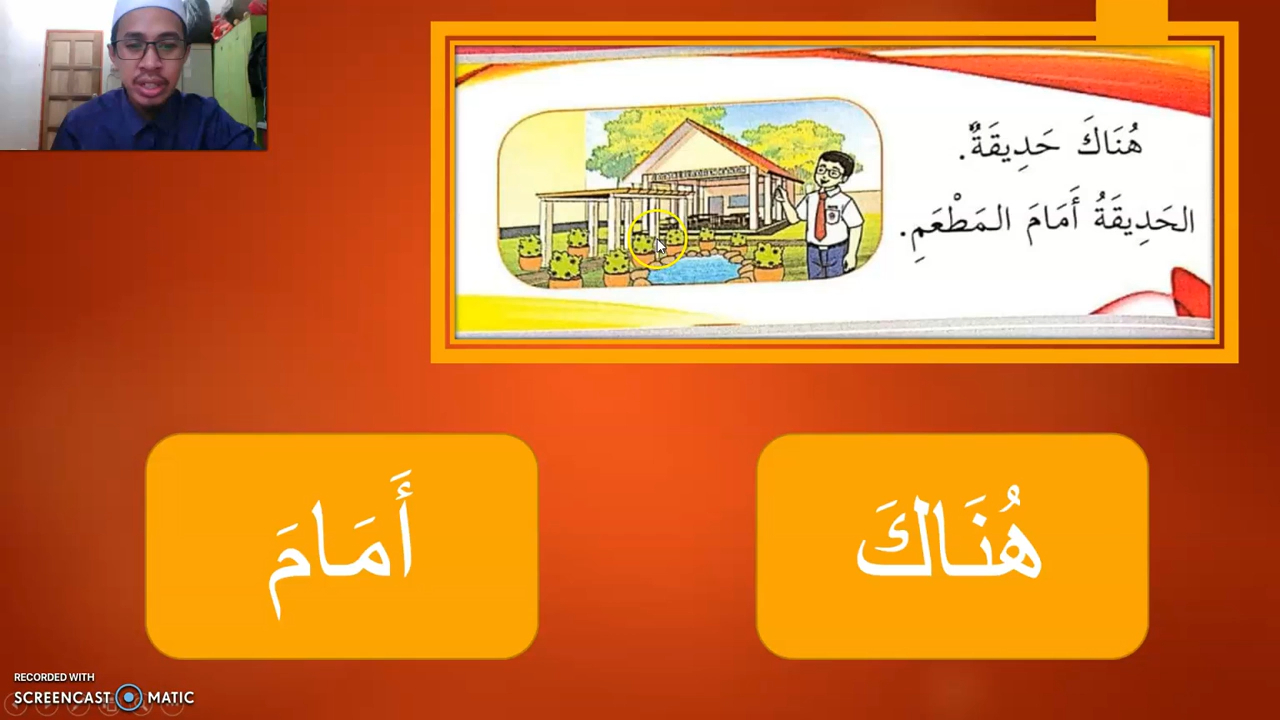 هُنَاكَ حَدِيقَةٌ.
الحَدِيقَةُ أَمَامَ المَطْعَمِ.
هُنَاكَ
أَمَامَ
RECORDED WITH
SCREENCAST MATIC